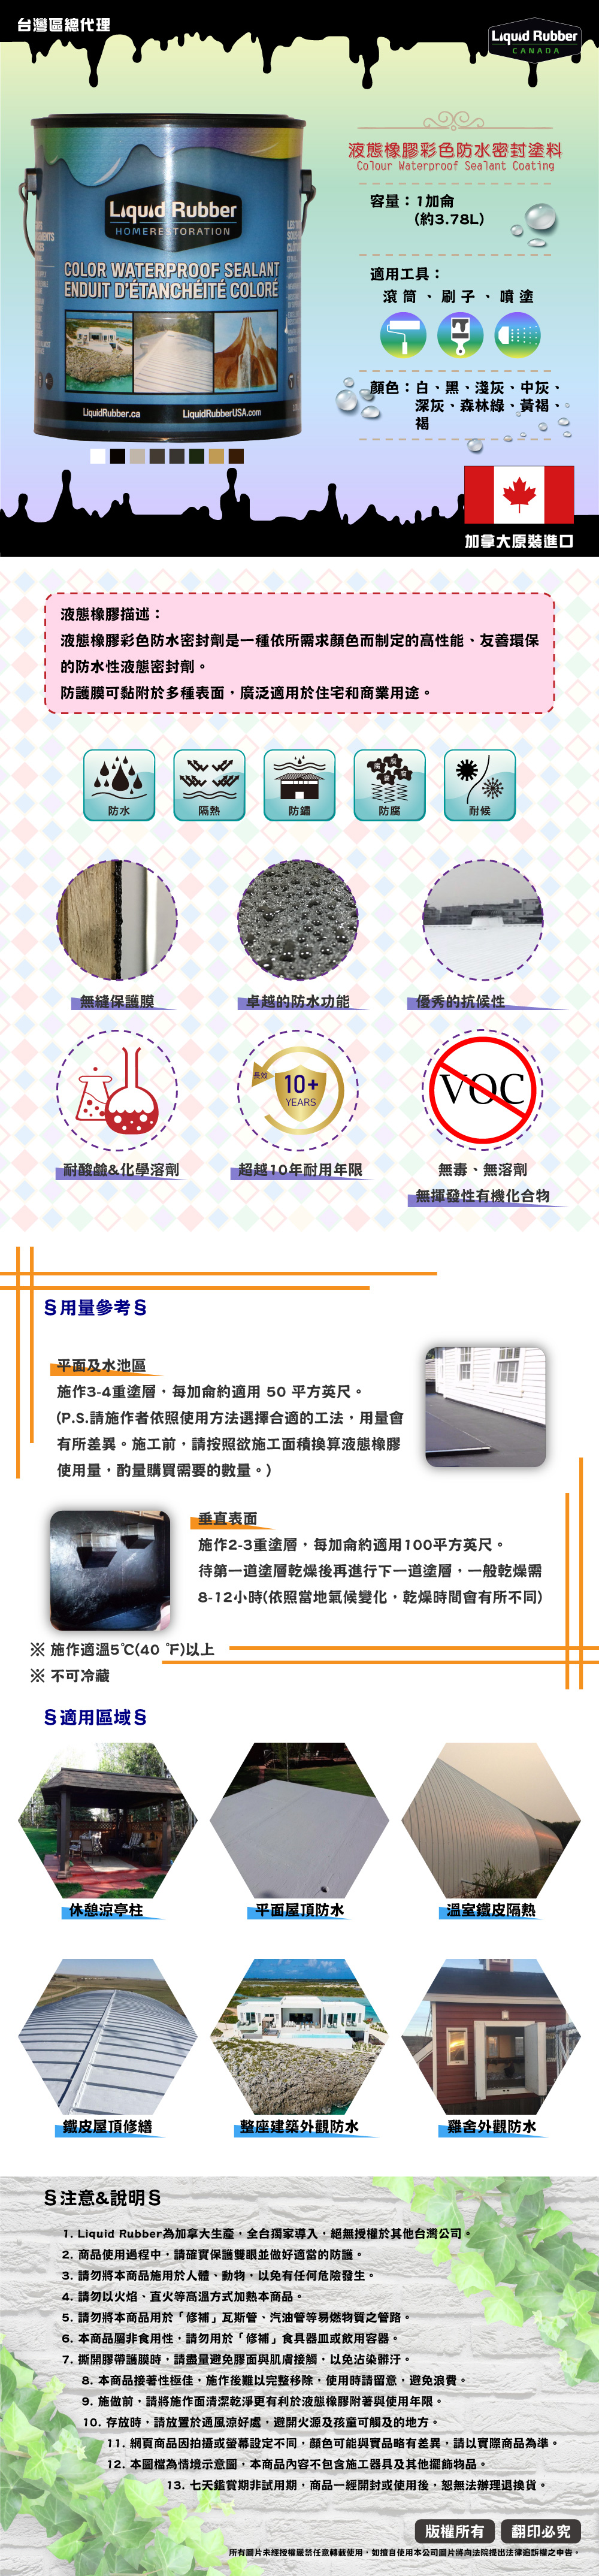 台灣區總代理
Liquid Rubber
CANADA
液態橡膠彩色防水密封塗料
Colour Waterproof Sealant Coating
容量：1加侖
(約3.78L)
適用工具：
滾筒、刷子、噴塗
顏色：白、黑、淺灰、中灰、
深灰、森林綠、黃褐、
褐
Liquid Rubber
HOMERESTORATION
COLOR WATERPROOF SEALANT
ENDUIT D'ÉTANCHÉITÉ COLORÉ
LiquidRubber.ca
LiquidRubberUSA.com
加拿大原裝進口
液態橡膠描述：
液態橡膠彩色防水密封劑是一種依所需求顏色而制定的高性能、友善環保
的防水性液態密封劑。
防護膜可黏附於多種表面，廣泛適用於住宅和商業用途。
防水
隔熱
防鏽
防腐
耐候
無縫保護膜
卓越的防水功能
優秀的抗候性
長效
10+
YEARS
VOC
耐酸鹼&化學溶劑
超越10年耐用年限
無毒、無溶劑
無揮發性有機化合物
§用量參考§
平面及水池區
施作3-4重塗層，每加侖約適用 50 平方英尺。
(P.S.請施作者依照使用方法選擇合適的工法，用量會
有所差異。施工前，請按照欲施工面積換算液態橡膠
使用量，酌量購買需要的數量。)
垂直表面
施作2-3重塗層，每加侖約適用100平方英尺。
待第一道塗層乾燥後再進行下一道塗層，一般乾燥需
8-12小時(依照當地氣候變化，乾燥時間會有所不同)
※ 施作適溫5℃(40 ℉)以上
※ 不可冷藏
§適用區域§
休憩涼亭柱
平面屋頂防水
溫室鐵皮隔熱
鐵皮屋頂修繕
整座建築外觀防水
雞舍外觀防水
§注意&說明§
1. Liquid Rubber為加拿大生產，全台獨家導入，絕無授權於其他台灣公司。
2. 商品使用過程中，請確實保護雙眼並做好適當的防護。
3. 請勿將本商品施用於人體、動物，以免有任何危險發生。
4. 請勿以火焰、直火等高溫方式加熱本商品。
5. 請勿將本商品用於「修補」瓦斯管、汽油管等易燃物質之管路。
6. 本商品屬非食用性，請勿用於「修補」食具器皿或飲用容器。
7. 撕開膠帶護膜時，請盡量避免膠面與肌膚接觸，以免沾染髒汙。
8. 本商品接著性極佳，施作後難以完整移除，使用時請留意，避免浪費。
9. 施做前，請將施作面清潔乾淨更有利於液態橡膠附著與使用年限。
10. 存放時，請放置於通風涼好處，避開火源及孩童可觸及的地方。
11. 網頁商品因拍攝或螢幕設定不同，顏色可能與實品略有差異，請以實際商品為準。
12. 本圖檔為情境示意圖，本商品內容不包含施工器具及其他擺飾物品。
13. 七天鑑賞期非試用期，商品一經開封或使用後，恕無法辦理退換貨。
版權所有
翻印必究
所有圖片未經授權嚴禁任意轉載使用，如擅自使用本公司圖片將向法院提出法律追訴權之申告。